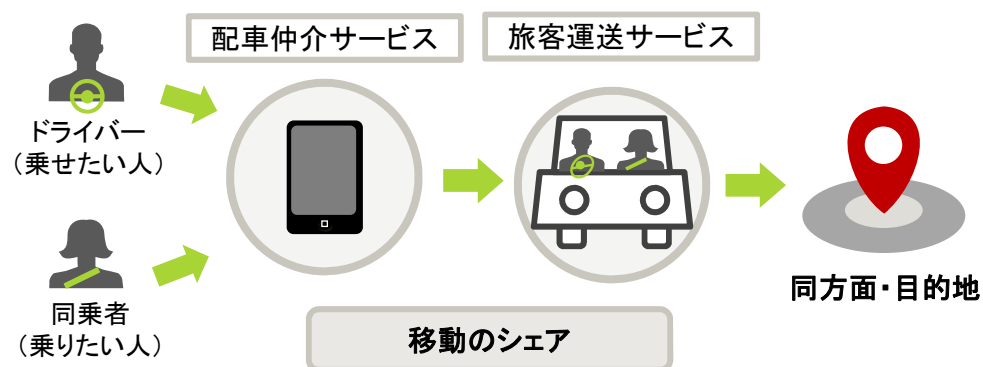 配車仲介サービス
旅客運送サービス
ドライバー
（乗せたい人）
同乗者
（乗りたい人）
同方面・目的地
移動のシェア